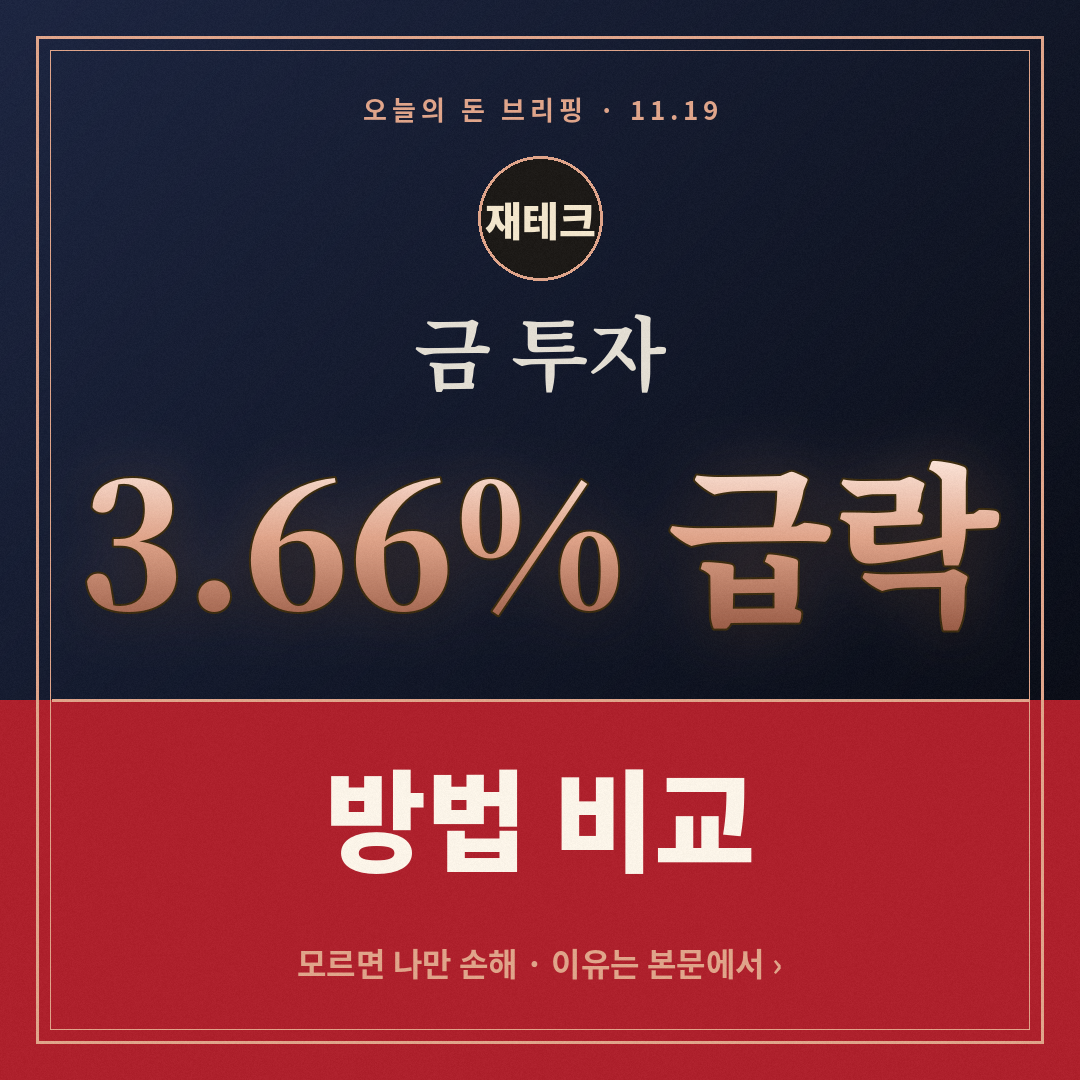 오늘의 돈 브리핑 · 11.19
재테크
금 투자
3.66% 급락
방법 비교
모르면 나만 손해 · 이유는 본문에서 ›